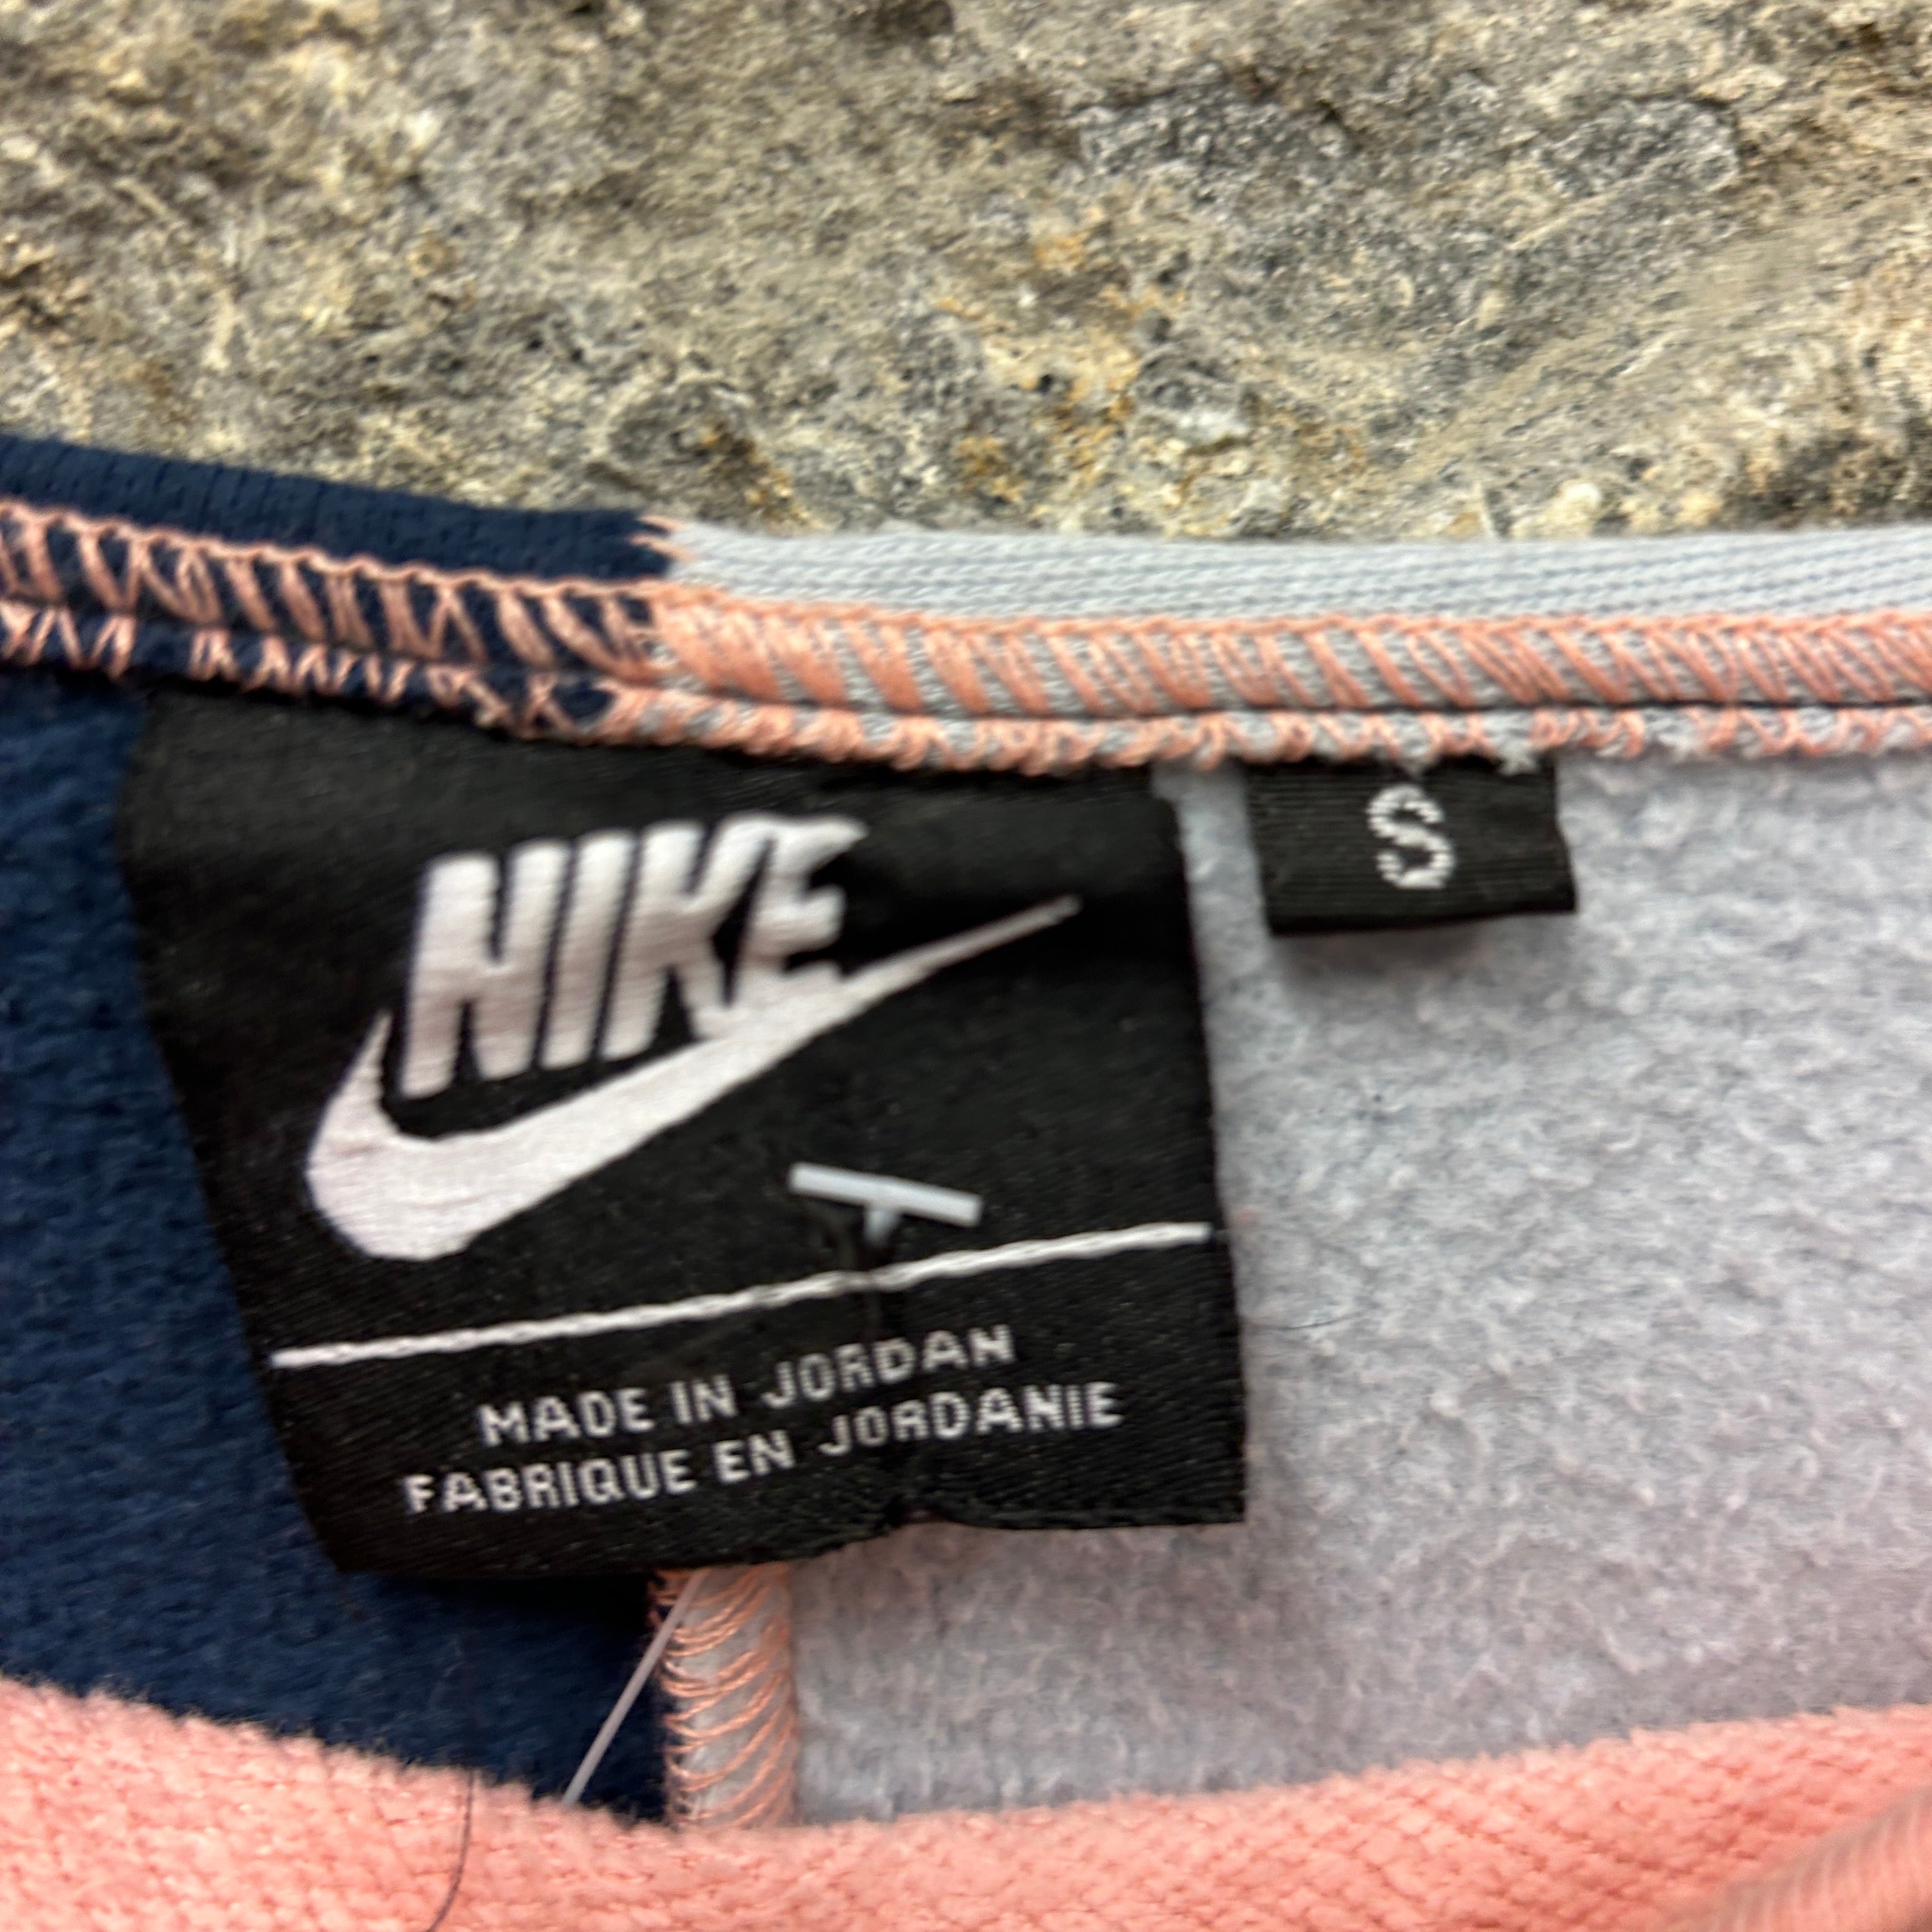 NIKE
S
MADE IN JORDAN
FABRIQUE EN JORDANIE